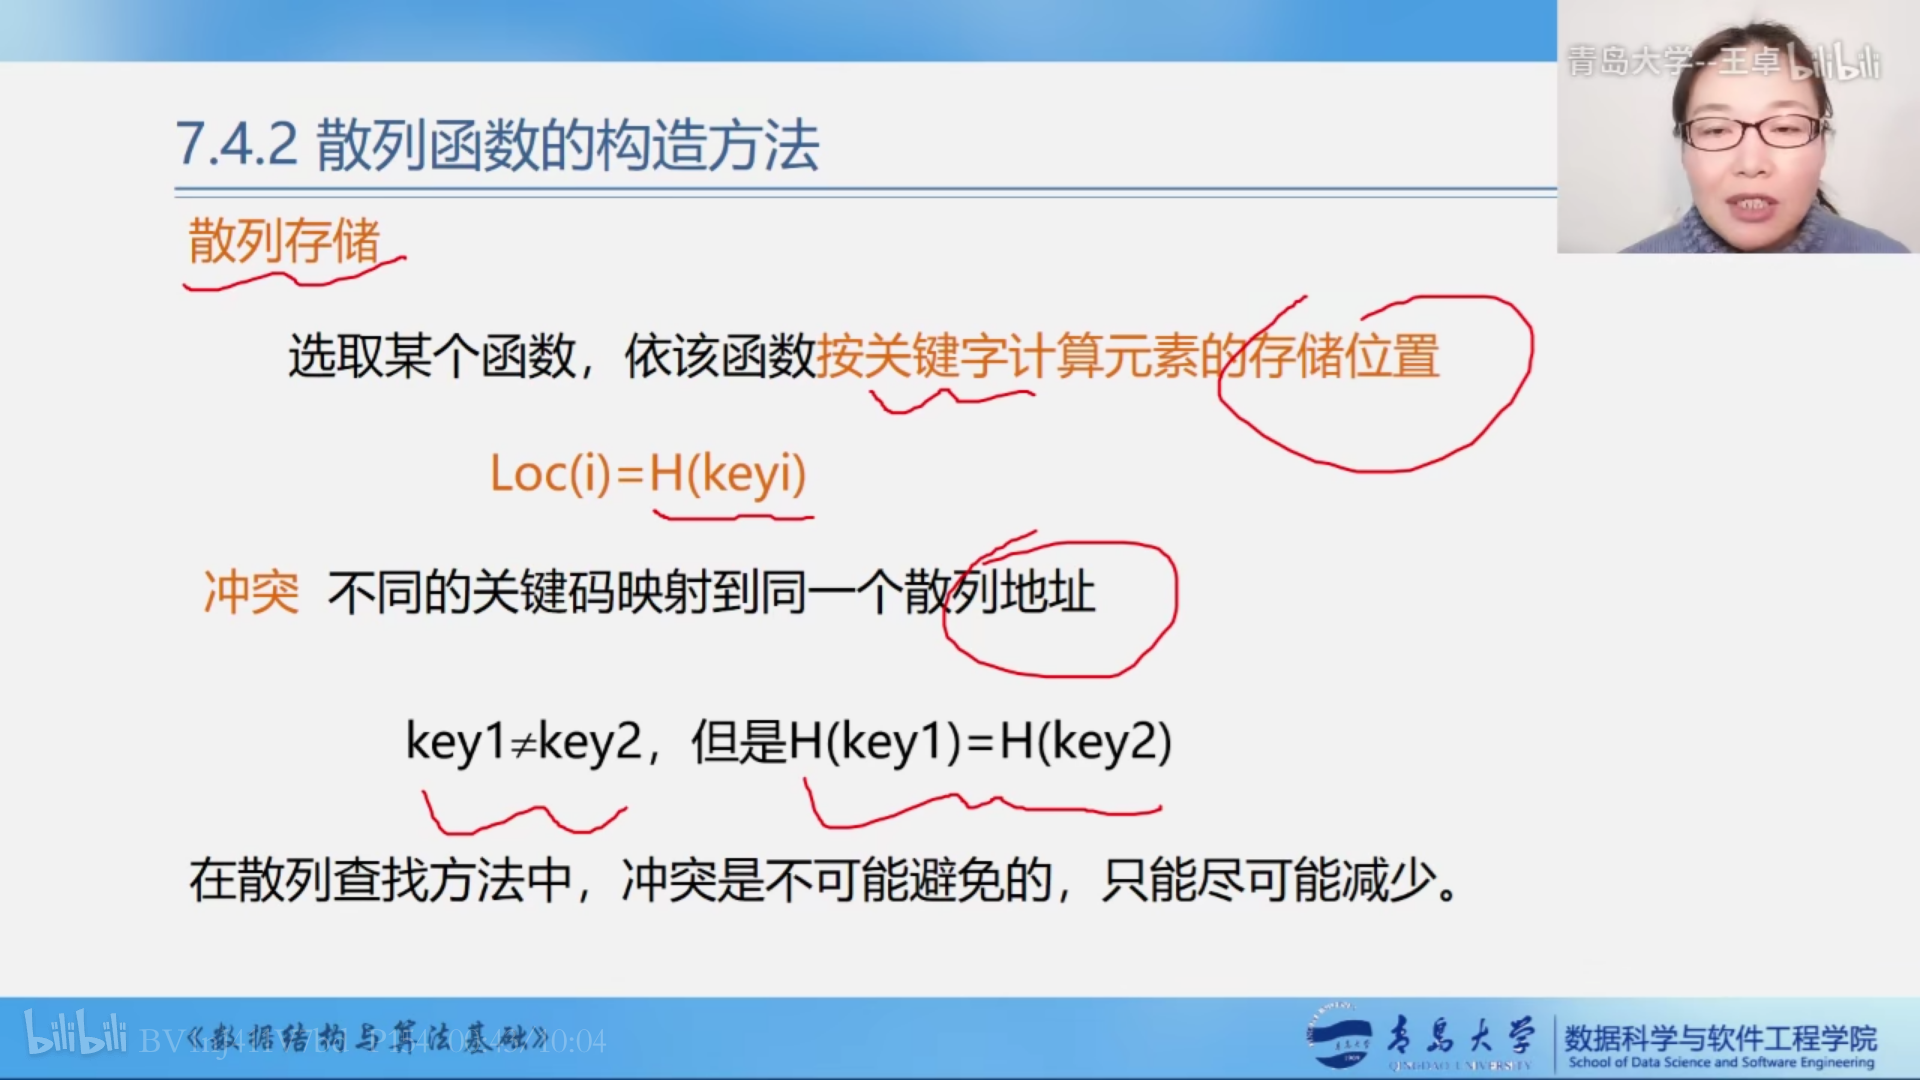 青岛大学--王卓 bilibili
7.4.2 散列函数的构造方法
散列存储
选取某个函数，依该函数按关键字计算元素的存储位置
Loc(i)=H(keyi)
冲突 不同的关键码映射到同一个散列地址
key1≠key2，但是H(key1)=H(key2)
在散列查找方法中，冲突是不可能避免的，只能尽可能减少。
bilibili
《数据结构与算法基础》
10:04
青岛大学
QINGDAO UNIVERSITY
数据科学与软件工程学院
School of Data Science and Software Engineering